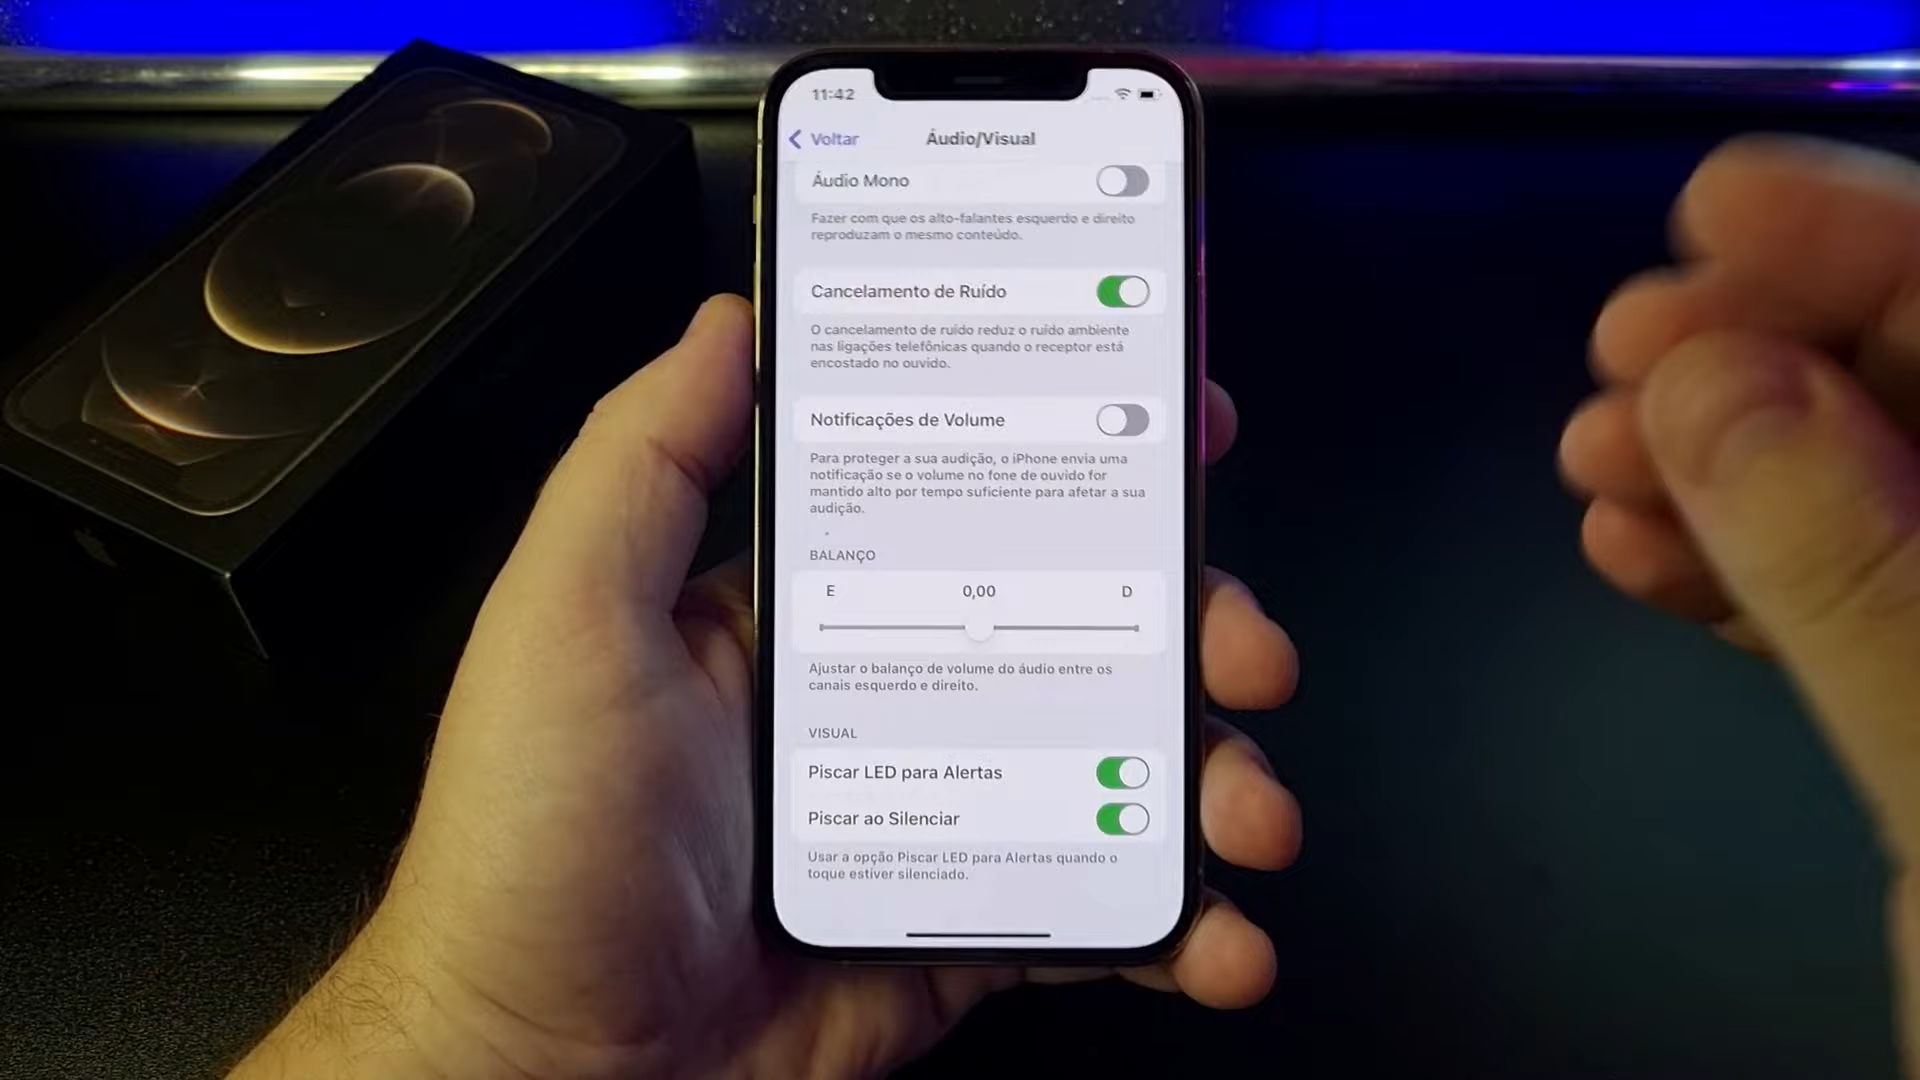 11:42
Voltar
Áudio/Visual
Áudio Mono
Fazer com que os alto-falantes esquerdo e direito
reproduzam o mesmo conteúdo.
Cancelamento de Ruído
O cancelamento de ruído reduz o ruído ambiente
nas ligações telefônicas quando o receptor está
encostado no ouvido.
Notificações de Volume
Para proteger a sua audição, o iPhone envia uma
notificação se o volume no fone de ouvido for
mantido alto por tempo suficiente para afetar a sua
audição.
BALANÇO
E 0,00 D
Ajustar o balanço de volume do áudio entre os
canais esquerdo e direito.
VISUAL
Piscar LED para Alertas
Piscar ao Silenciar
Usar a opção Piscar LED para Alertas quando o
toque estiver silenciado.